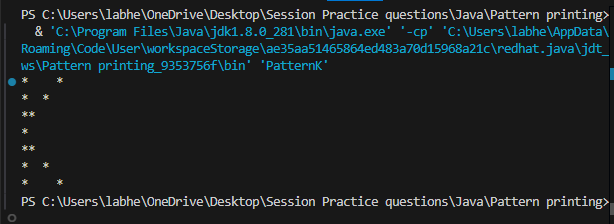 PS C:\Users\labhe\OneDrive\Desktop\Session Practice questions\Java\Pattern printing>
& 'C:\Program Files\Java\jdk1.8.0_281\bin\java.exe' '-cp' 'C:\Users\labhe\AppData\
Roaming\Code\User\workspaceStorage\ae35aa51465864ed483a70d15968a21c\redhat.java\jdt_
ws\Pattern printing_9353756f\bin' 'PatternK'
*    *
*  *
**
*
**
*  *
*    *
PS C:\Users\labhe\OneDrive\Desktop\Session Practice questions\Java\Pattern printing>